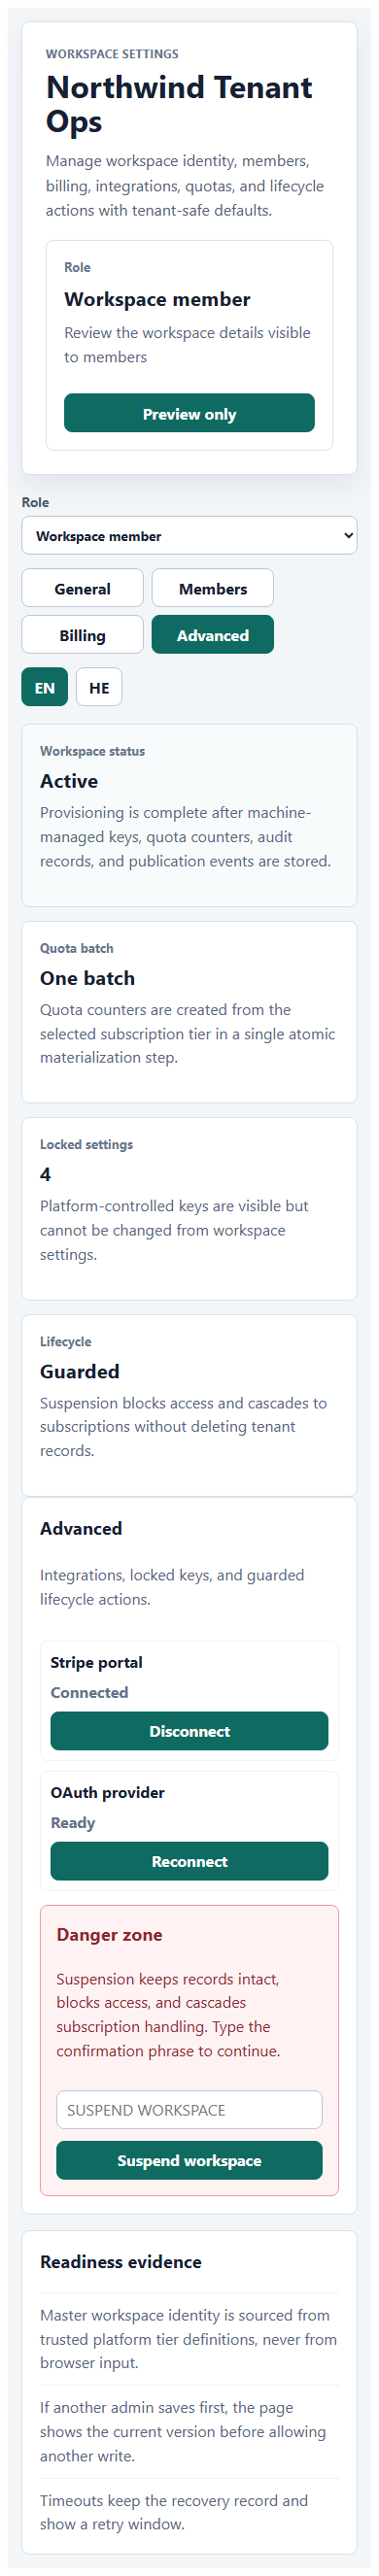 WORKSPACE SETTINGS
Northwind Tenant
Ops
Manage workspace identity, members,
billing, integrations, quotas, and lifecycle
actions with tenant-safe defaults.
Role
Workspace member
Review the workspace details visible
to members
Preview only
Role
Workspace member
General
Members
Billing
Advanced
EN
HE
Workspace status
Active
Provisioning is complete after machine-
managed keys, quota counters, audit
records, and publication events are stored.
Quota batch
One batch
Quota counters are created from the
selected subscription tier in a single atomic
materialization step.
Locked settings
4
Platform-controlled keys are visible but
cannot be changed from workspace
settings.
Lifecycle
Guarded
Suspension blocks access and cascades to
subscriptions without deleting tenant
records.
Advanced
Integrations, locked keys, and guarded
lifecycle actions.
Stripe portal
Connected
Disconnect
OAuth provider
Ready
Reconnect
Danger zone
Suspension keeps records intact,
blocks access, and cascades
subscription handling. Type the
confirmation phrase to continue.
SUSPEND WORKSPACE
Suspend workspace
Readiness evidence
Master workspace identity is sourced from
trusted platform tier definitions, never from
browser input.
If another admin saves first, the page
shows the current version before allowing
another write.
Timeouts keep the recovery record and
show a retry window.